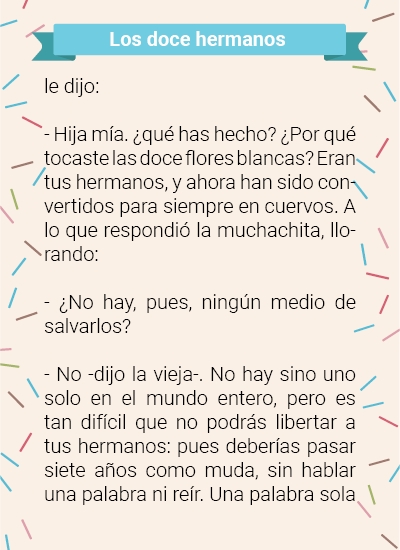 Los doce hermanos
le dijo:
- Hija mía. ¿qué has hecho? ¿Por qué
tocaste las doce flores blancas? Eran
tus hermanos, y ahora han sido con-
vertidos para siempre en cuervos. A
lo que respondió la muchachita, llo-
rando:
- ¿No hay, pues, ningún medio de
salvarlos?
- No -dijo la vieja-. No hay sino uno
solo en el mundo entero, pero es
tan difícil que no podrás libertar a
tus hermanos: pues deberías pasar
siete años como muda, sin hablar
una palabra ni reír. Una palabra sola